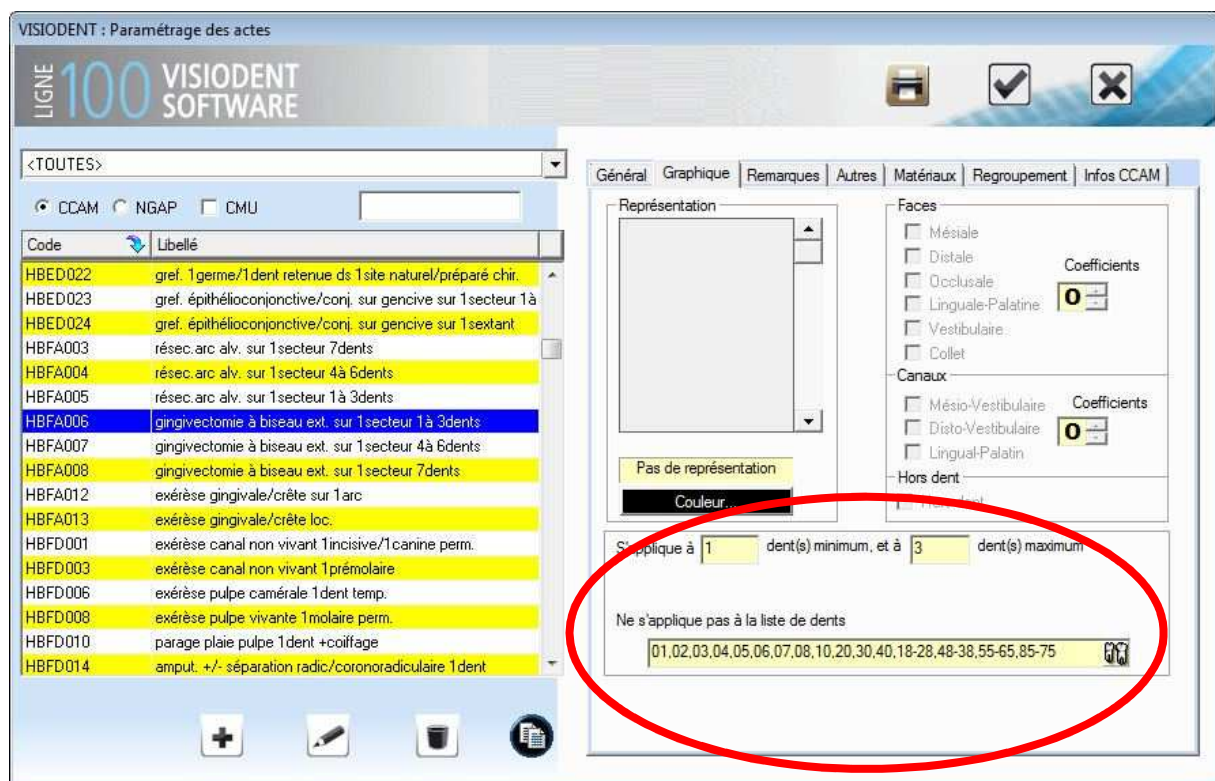 VISIODENT : Paramétrage des actes
LIGNE 100 VISIODENT
SOFTWARE
<TOUTES>
CCAM NGAP CMU
Code Libellé
HBED022 gref. 1germe/1dent retenue ds 1site naturel/préparé chir.
HBED023 gref. épithélioconjonctive/conj. sur gencive sur 1secteur 1à
HBED024 gref. épithélioconjonctive/conj. sur gencive sur 1sextant
HBFA003 résec.arc alv. sur 1secteur 7dents
HBFA004 résec.arc alv. sur 1secteur 4à 6dents
HBFA005 résec.arc alv. sur 1secteur 1à 3dents
HBFA006 gingivectomie à biseau ext. sur 1secteur 1à 3dents
HBFA007 gingivectomie à biseau ext. sur 1secteur 4à 6dents
HBFA008 gingivectomie à biseau ext. sur 1secteur 7dents
HBFA012 exérèse gingivale/crête sur 1arc
HBFA013 exérèse gingivale/crête loc.
HBFD001 exérèse canal non vivant 1incisive/1canine perm.
HBFD003 exérèse canal non vivant 1prémolaire
HBFD006 exérèse pulpe camérale 1dent temp.
HBFD008 exérèse pulpe vivante 1molaire perm.
HBFD010 parage plaie pulpe 1dent +coiffage
HBFD014 amput. +/- séparation radic/coronoradiculaire 1dent
Général Graphique Remarques Autres Matériaux Regroupement Infos CCAM
Représentation
Pas de représentation
Couleur...
Faces
Mésiale
Distale
Occlusale
Linguale-Palatine
Vestibulaire
Collet
Coefficients
0
Canaux
Mésio-Vestibulaire
Disto-Vestibulaire
Lingual-Palatin
Coefficients
0
Hors dent
S'applique à 1 dent(s) minimum, et à 3 dent(s) maximum
Ne s'applique pas à la liste de dents
01,02,03,04,05,06,07,08,10,20,30,40,18-28,48-38,55-65,85-75